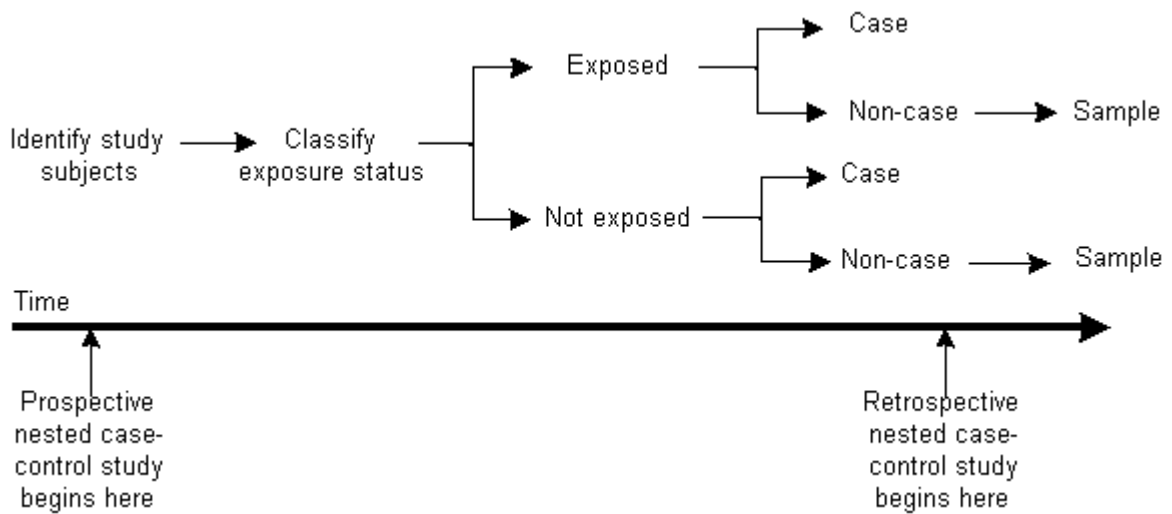 Case
Exposed
Non-case
Sample
Identify study
subjects
Classify
exposure status
Case
Not exposed
Non-case
Sample
Time
Prospective
nested case-
control study
begins here
Retrospective
nested case-
control study
begins here